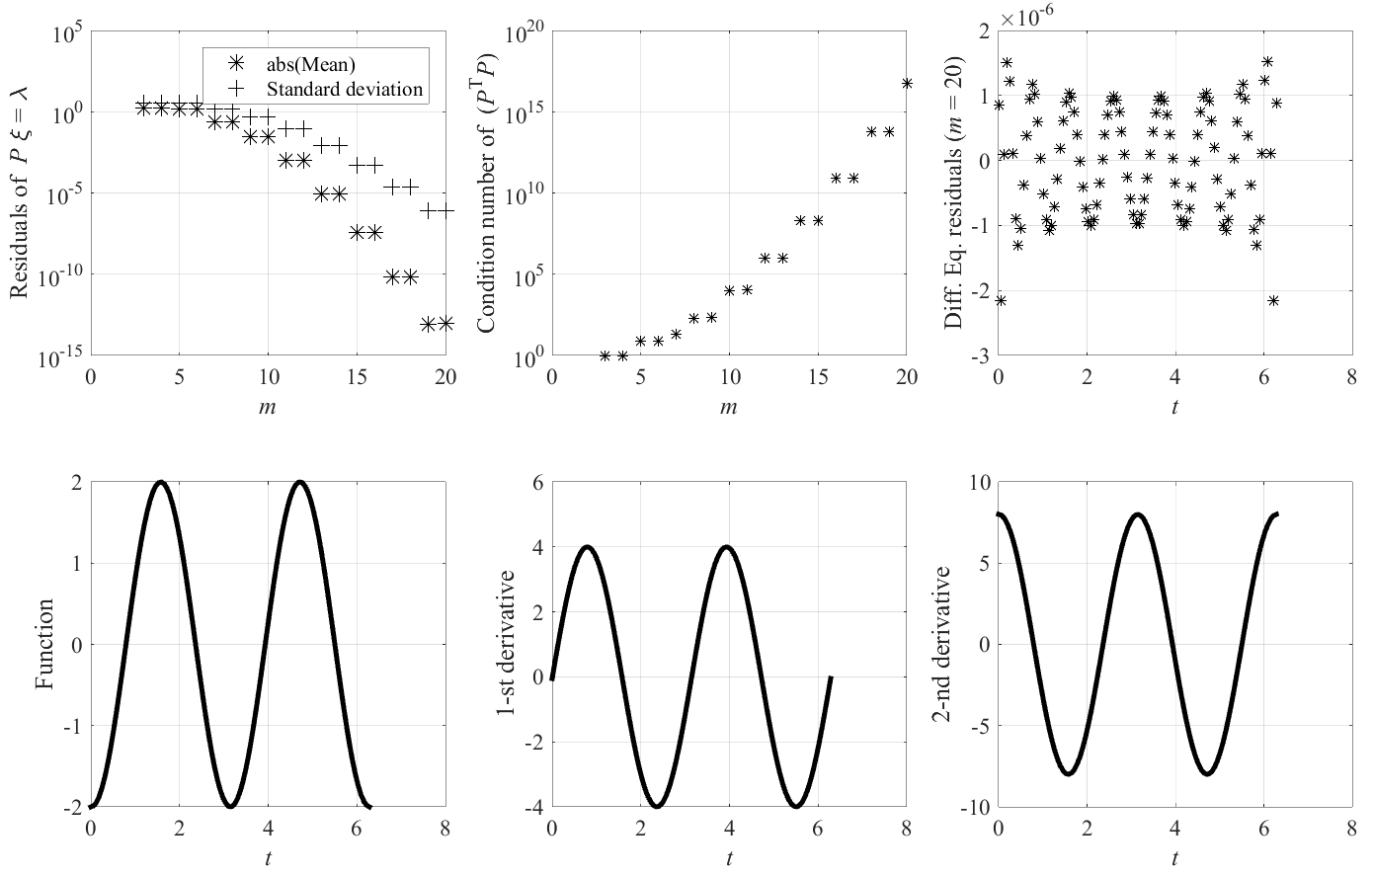 Residuals of P ξ = λ
10^5
10^0
10^-5
10^-10
10^-15
abs(Mean)
Standard deviation
0 5 10 15 20
m
Condition number of (P^T P)
10^20
10^15
10^10
10^5
10^0
0 5 10 15 20
m
Diff. Eq. residuals (m = 20)
×10^-6
2
1
0
-1
-2
-3
0 2 4 6 8
t
Function
2
1
0
-1
-2
0 2 4 6 8
t
1-st derivative
6
4
2
0
-2
-4
0 2 4 6 8
t
2-nd derivative
10
5
0
-5
-10
0 2 4 6 8
t